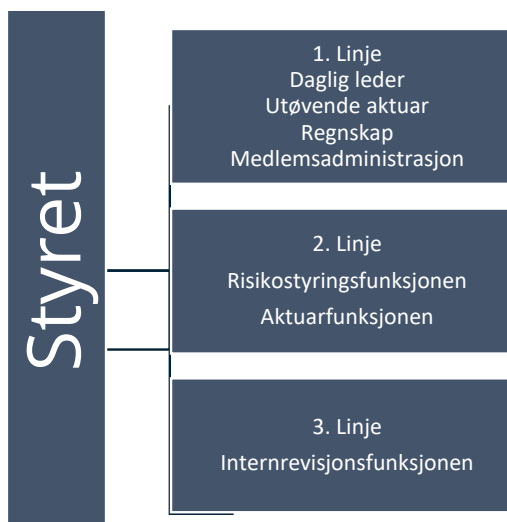 Styret
1. Linje
Daglig leder
Utøvende aktuar
Regnskap
Medlemsadministrasjon
2. Linje
Risikostyringsfunksjonen
Aktuarfunksjonen
3. Linje
Internrevisjonsfunksjonen